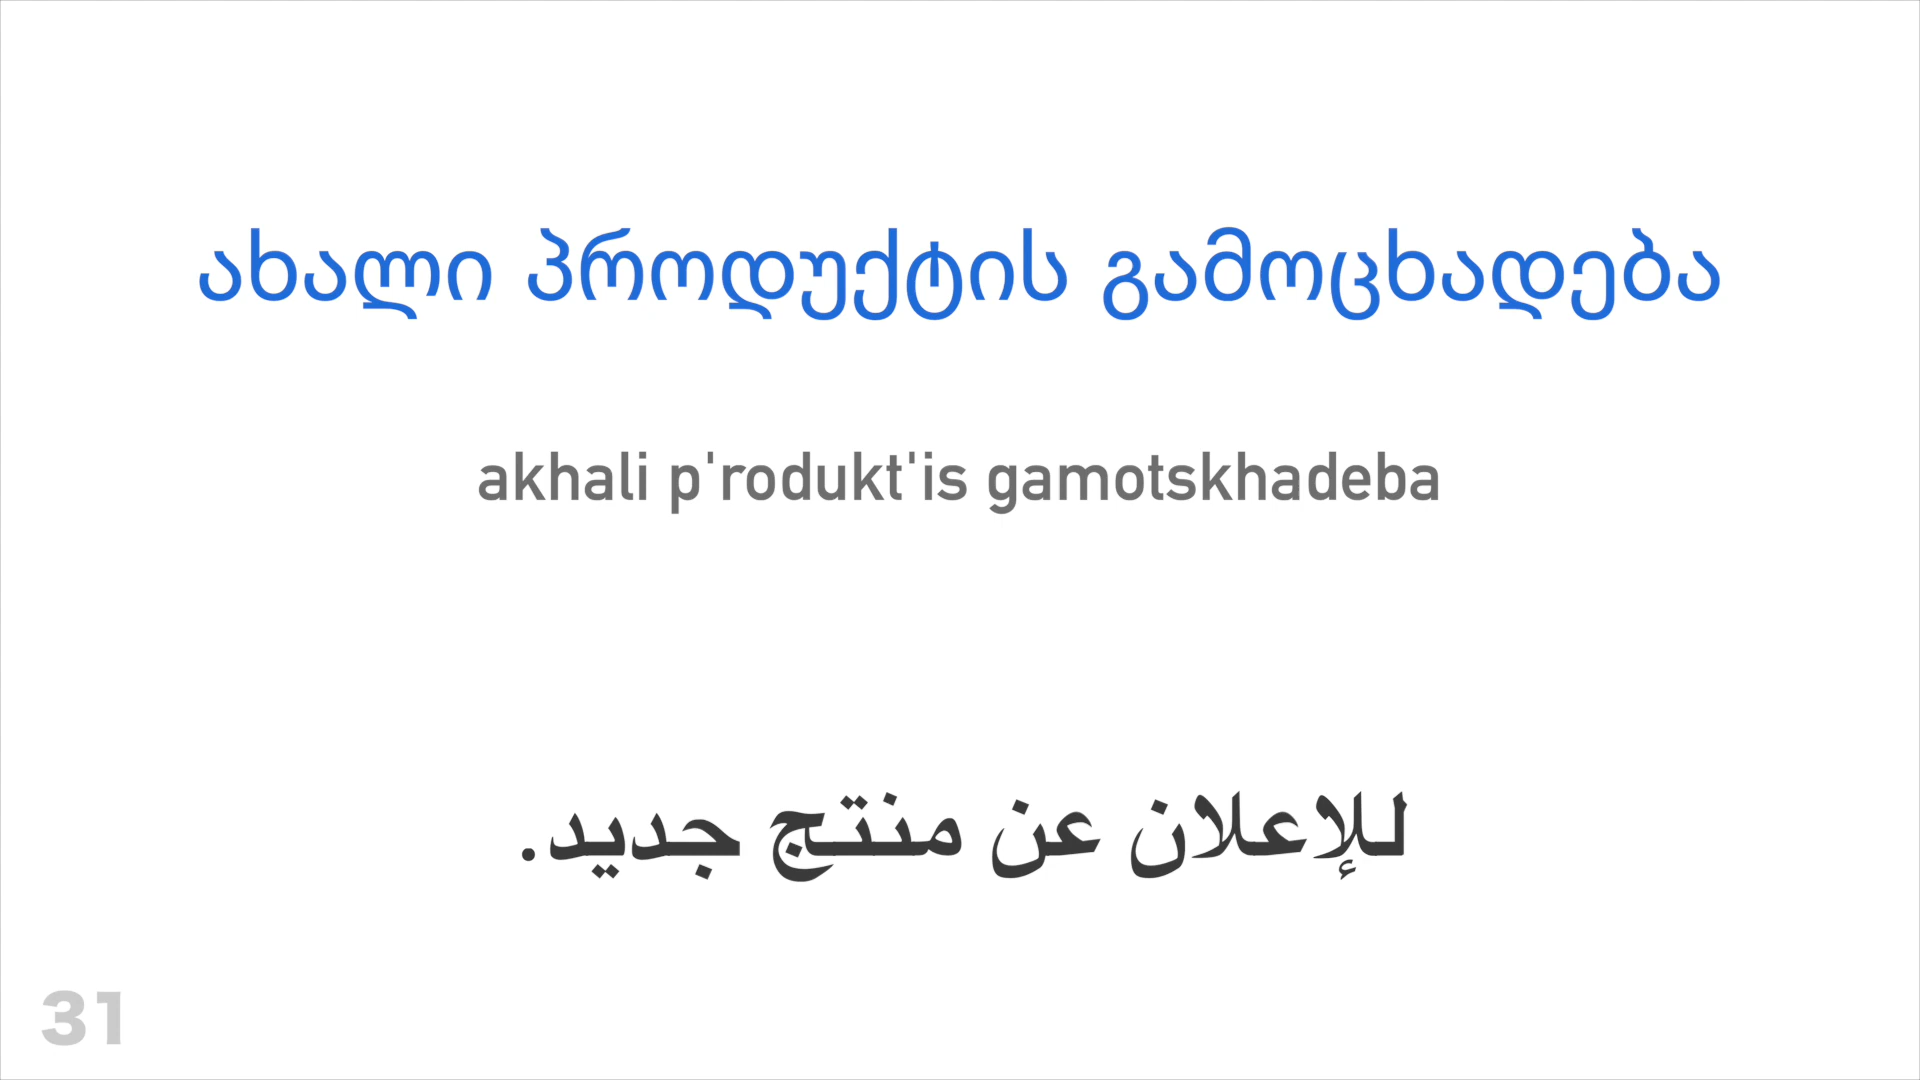 ახალი პროდუქტის გამოცხადება
akhali p'rodukt'is gamotskhadeba
للإعلان عن منتج جديد.
31